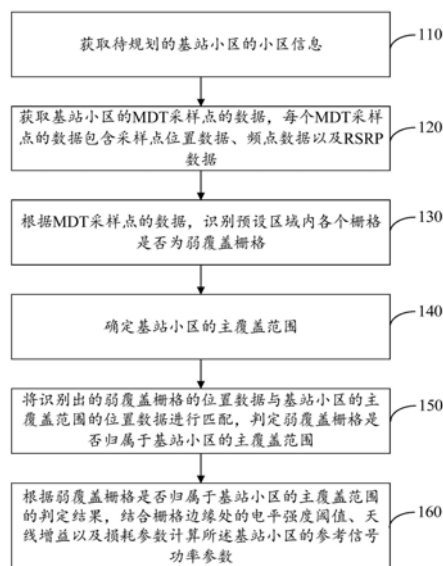 获取待规划的基站小区的小区信息
110
获取基站小区的MDT采样点的数据，每个MDT采样
点的数据包含采样点位置数据、频点数据以及RSRP
数据
120
根据MDT采样点的数据，识别预设区域内各个栅格
是否为弱覆盖栅格
130
确定基站小区的主覆盖范围
140
将识别出的弱覆盖栅格的位置数据与基站小区的主
覆盖范围的位置数据进行匹配，判定弱覆盖栅格是
否归属于基站小区的主覆盖范围
150
根据弱覆盖栅格是否归属于基站小区的主覆盖范围
的判定结果，结合栅格边缘处的电平强度阈值、天
线增益以及损耗参数计算所述基站小区的参考信号
功率参数
160